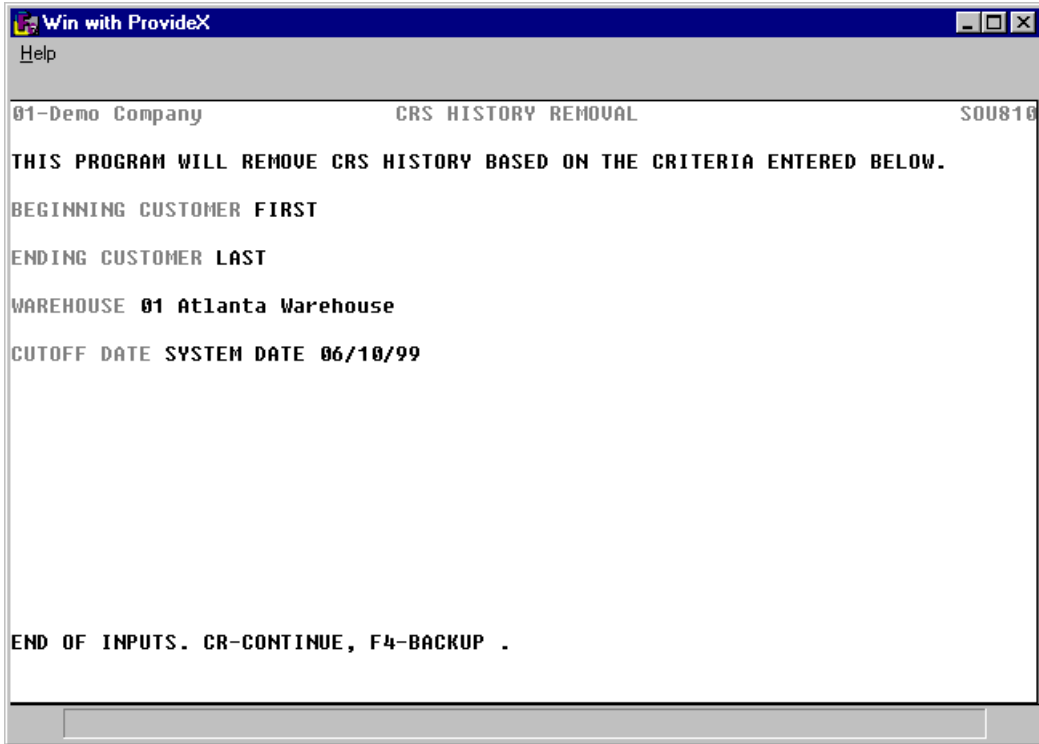 Win with ProvideX
Help
01-Demo Company CRS HISTORY REMOVAL SOU810
THIS PROGRAM WILL REMOVE CRS HISTORY BASED ON THE CRITERIA ENTERED BELOW.
BEGINNING CUSTOMER FIRST
ENDING CUSTOMER LAST
WAREHOUSE 01 Atlanta Warehouse
CUTOFF DATE SYSTEM DATE 06/10/99
END OF INPUTS. CR-CONTINUE, F4-BACKUP .